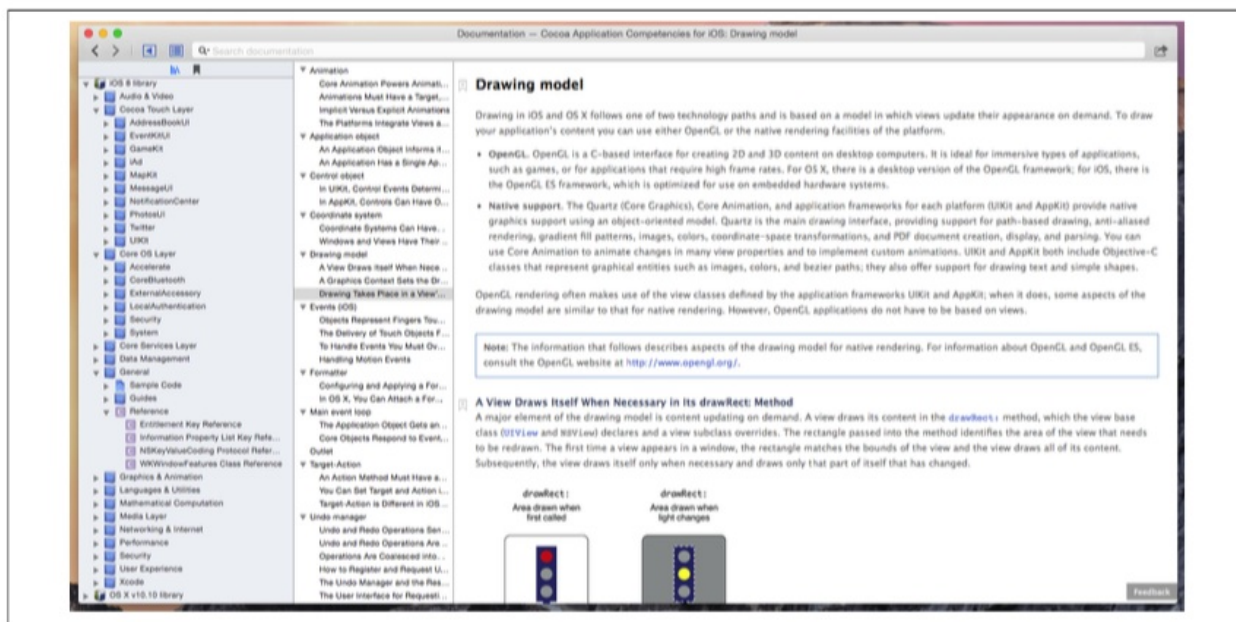 Documentation — Cocoa Application Competencies for iOS: Drawing model
Search documentation
iOS 8 library
Audio & Video
Cocoa Touch Layer
AddressBookUI
EventKitUI
GameKit
iAd
MapKit
MessageUI
NotificationCenter
PhotosUI
Twitter
UIKit
Core OS Layer
Accelerate
CoreBluetooth
ExternalAccessory
LocalAuthentication
Security
System
Core Services Layer
Data Management
General
Sample Code
Guides
Reference
Entitlement Key Reference
Information Property List Key Refe...
NSKeyValueCoding Protocol Refer...
WKWindowFeatures Class Reference
Graphics & Animation
Languages & Utilities
Mathematical Computation
Media Layer
Networking & Internet
Performance
Security
User Experience
Xcode
OS X v10.10 library
Animation
Core Animation Powers Animati...
Animations Must Have a Target,...
Implicit Versus Explicit Animations
The Platforms Integrate Views a...
Application object
An Application Object Informs it...
An Application Has a Single Ap...
Control object
In UIKit, Control Events Determi...
In AppKit, Controls Can Have O...
Coordinate system
Coordinate Systems Can Have...
Windows and Views Have Their...
Drawing model
A View Draws Itself When Nece...
A Graphics Context Sets the Dr...
Drawing Takes Place in a View'...
Events (iOS)
Objects Represent Fingers Tou...
The Delivery of Touch Objects F...
To Handle Events You Must Ov...
Handling Motion Events
Formatter
Configuring and Applying a For...
In OS X, You Can Attach a For...
Main event loop
The Application Object Gets an...
Core Objects Respond to Event...
Outlet
Target-Action
An Action Method Must Have a...
You Can Set Target and Action i...
Target-Action is Different in iOS...
Undo manager
Undo and Redo Operations Sen...
Undo and Redo Operations Are...
Operations Are Coalesced into...
How to Register and Request U...
The Undo Manager and the Res...
The User Interface for Requesti...
Drawing model
Drawing in iOS and OS X follows one of two technology paths and is based on a model in which views update their appearance on demand. To draw
your application's content you can use either OpenGL or the native rendering facilities of the platform.
• OpenGL. OpenGL is a C-based interface for creating 2D and 3D content on desktop computers. It is ideal for immersive types of applications,
such as games, or for applications that require high frame rates. For OS X, there is a desktop version of the OpenGL framework; for iOS, there is
the OpenGL ES framework, which is optimized for use on embedded hardware systems.
• Native support. The Quartz (Core Graphics), Core Animation, and application frameworks for each platform (UIKit and AppKit) provide native
graphics support using an object-oriented model. Quartz is the main drawing interface, providing support for path-based drawing, anti-aliased
rendering, gradient fill patterns, images, colors, coordinate-space transformations, and PDF document creation, display, and parsing. You can
use Core Animation to animate changes in many view properties and to implement custom animations. UIKit and AppKit both include Objective-C
classes that represent graphical entities such as images, colors, and bezier paths; they also offer support for drawing text and simple shapes.
OpenGL rendering often makes use of the view classes defined by the application frameworks UIKit and AppKit; when it does, some aspects of the
drawing model are similar to that for native rendering. However, OpenGL applications do not have to be based on views.
Note: The information that follows describes aspects of the drawing model for native rendering. For information about OpenGL and OpenGL ES,
consult the OpenGL website at http://www.opengl.org/.
A View Draws Itself When Necessary in Its drawRect: Method
A major element of the drawing model is content updating on demand. A view draws its content in the drawRect: method, which the view base
class (UIView and NSView) declares and a view subclass overrides. The rectangle passed into the method identifies the area of the view that needs
to be redrawn. The first time a view appears in a window, the rectangle matches the bounds of the view and the view draws all of its content.
Subsequently, the view draws itself only when necessary and draws only that part of itself that has changed.
drawRect: drawRect:
Area drawn when Area drawn when
first called light changes
Feedback